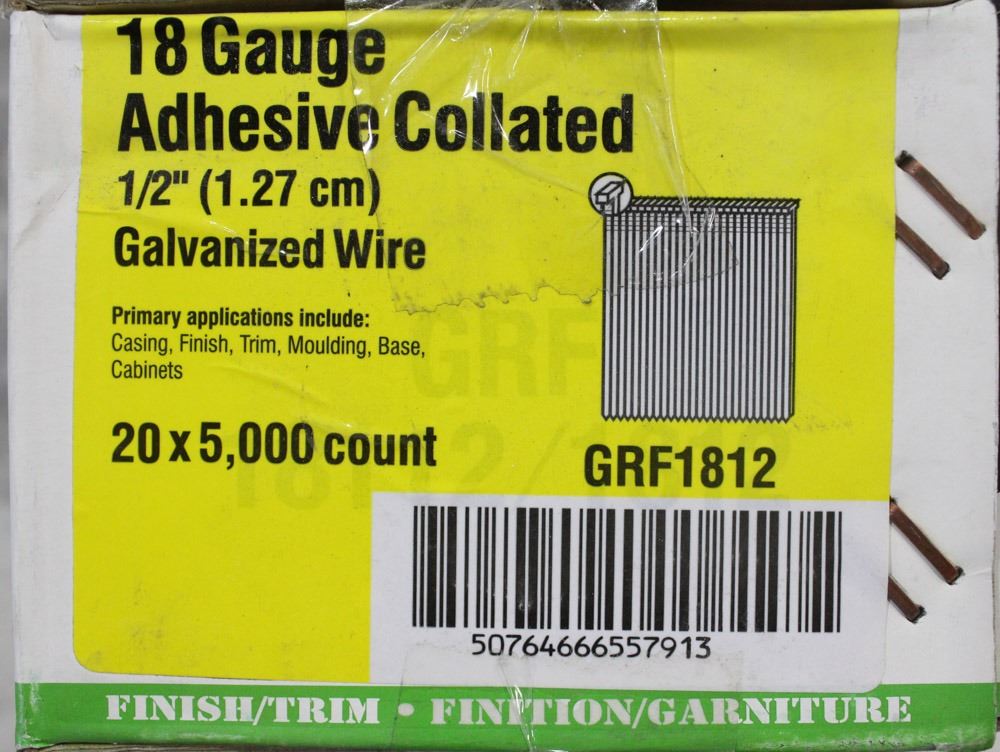 18 Gauge
Adhesive Collated
1/2" (1.27 cm)
Galvanized Wire
Primary applications include:
Casing, Finish, Trim, Moulding, Base,
Cabinets
GRF
20 x 5,000 count
GRF1812
50764666557913
FINISH/TRIM • FINITION/GARNITURE